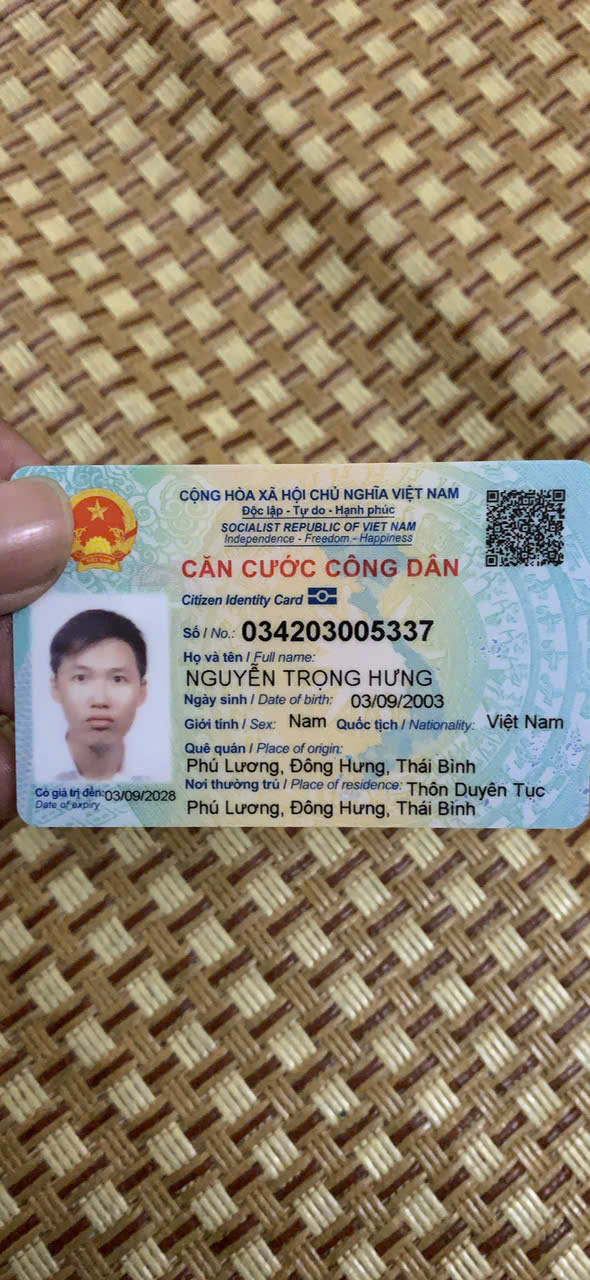 CỘNG HÒA XÃ HỘI CHỦ NGHĨA VIỆT NAM
Độc lập - Tự do - Hạnh phúc
SOCIALIST REPUBLIC OF VIET NAM
Independence - Freedom - Happiness
CĂN CƯỚC CÔNG DÂN
Citizen Identity Card
Số / No.: 034203005337
Họ và tên / Full name:
NGUYỄN TRỌNG HƯNG
Ngày sinh / Date of birth: 03/09/2003
Giới tính / Sex: Nam Quốc tịch / Nationality: Việt Nam
Quê quán / Place of origin:
Phú Lương, Đông Hưng, Thái Bình
Nơi thường trú / Place of residence: Thôn Duyên Tục
Phú Lương, Đông Hưng, Thái Bình
Có giá trị đến: 03/09/2028
Date of expiry